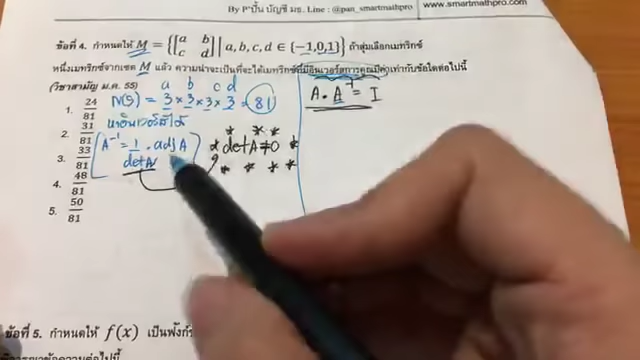 By P'ปั้น บัญชี มธ. Line : @pan_smartmathpro
www.smartmathpro.com
ข้อที่ 4. กำหนดให้ M = {[a b c d] | a, b, c, d ∈ {−1,0,1}} ถ้าสุ่มเลือกเมทริกซ์
หนึ่งเมทริกซ์จากเซต M แล้ว ความน่าจะเป็นที่จะได้เมทริกซ์ที่มีอินเวอร์สการคูณมีค่าเท่ากับข้อใดต่อไปนี้
(วิชาสามัญ ม.ค. 55)
a b c d
1. 24/81
N(S) = 3 × 3 × 3 × 3 = 81
A · A⁻¹ = I
2. 31/81
หาอินเวอร์สได้
3. 33/81
A⁻¹ = 1/detA · adjA
detA ≠ 0
4. 48/81
5. 50/81
ข้อที่ 5. กำหนดให้ f(x) เป็นฟังก์